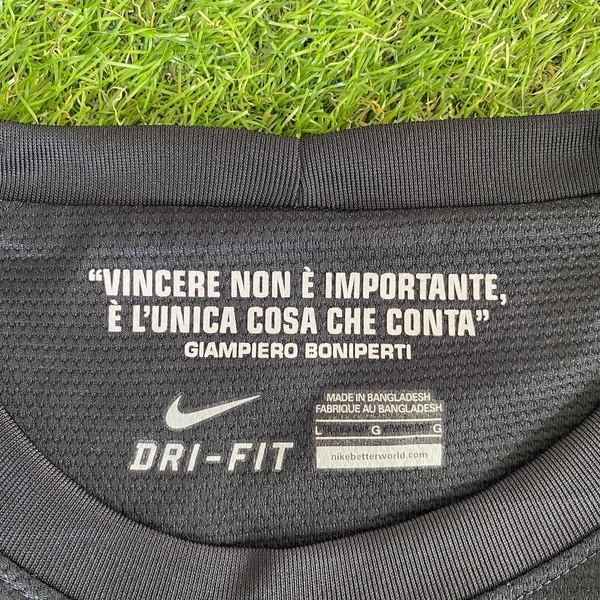 “VINCERE NON È IMPORTANTE,
È L’UNICA COSA CHE CONTA”
GIAMPIERO BONIPERTI
DRI-FIT
MADE IN BANGLADESH
FABRIQUE AU BANGLADESH
L G G
nikebetterworld.com